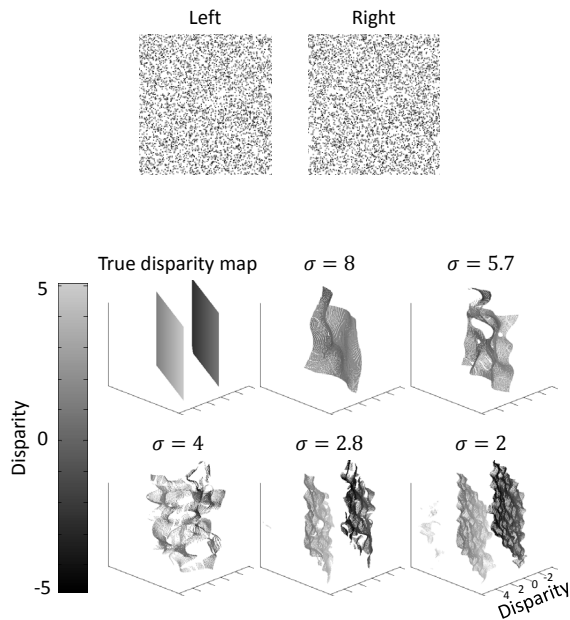 Left Right
True disparity map σ = 8 σ = 5.7
5
0
-5
Disparity
σ = 4 σ = 2.8 σ = 2
4 2 0 -2
Disparity